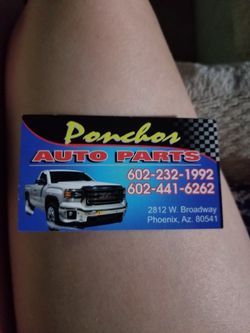 Ponchos
AUTO PARTS
602-232-1992
602-441-6262
2812 W. Broadway
Phoenix, Az. 80541